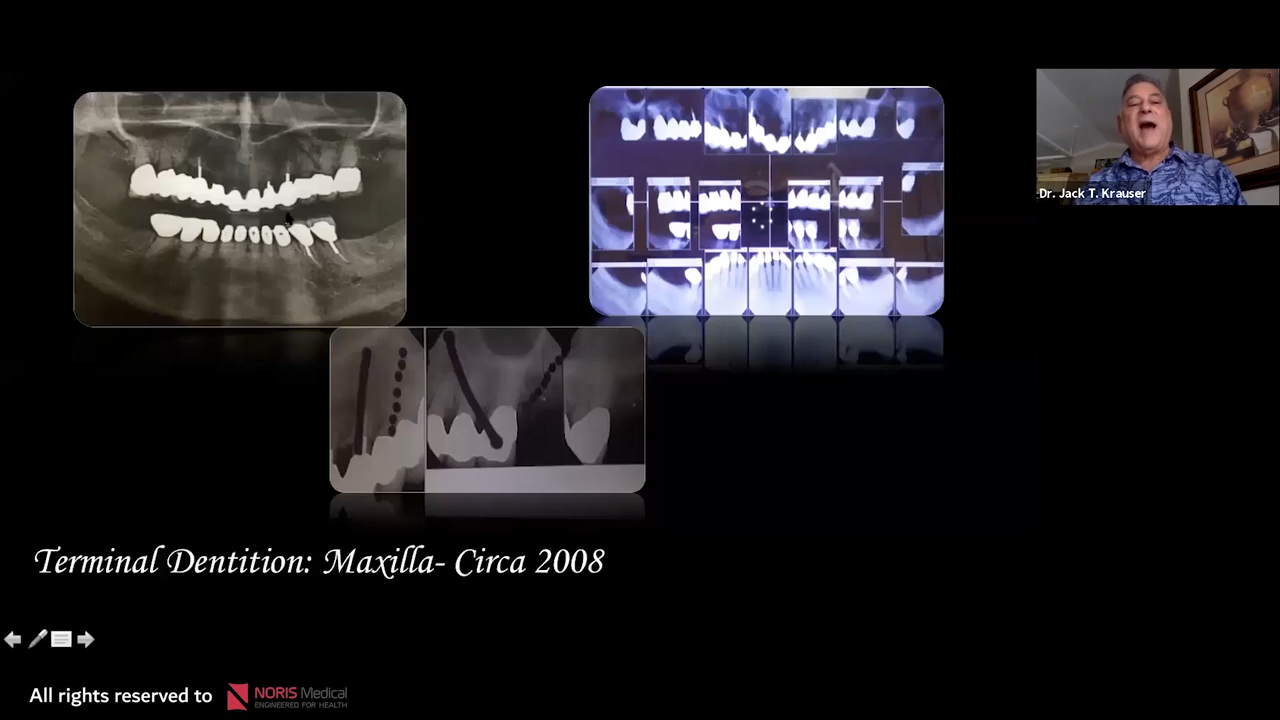 Dr. Jack T. Krauser
Terminal Dentition: Maxilla- Circa 2008
All rights reserved to
NORIS Medical
ENGINEERED FOR HEALTH